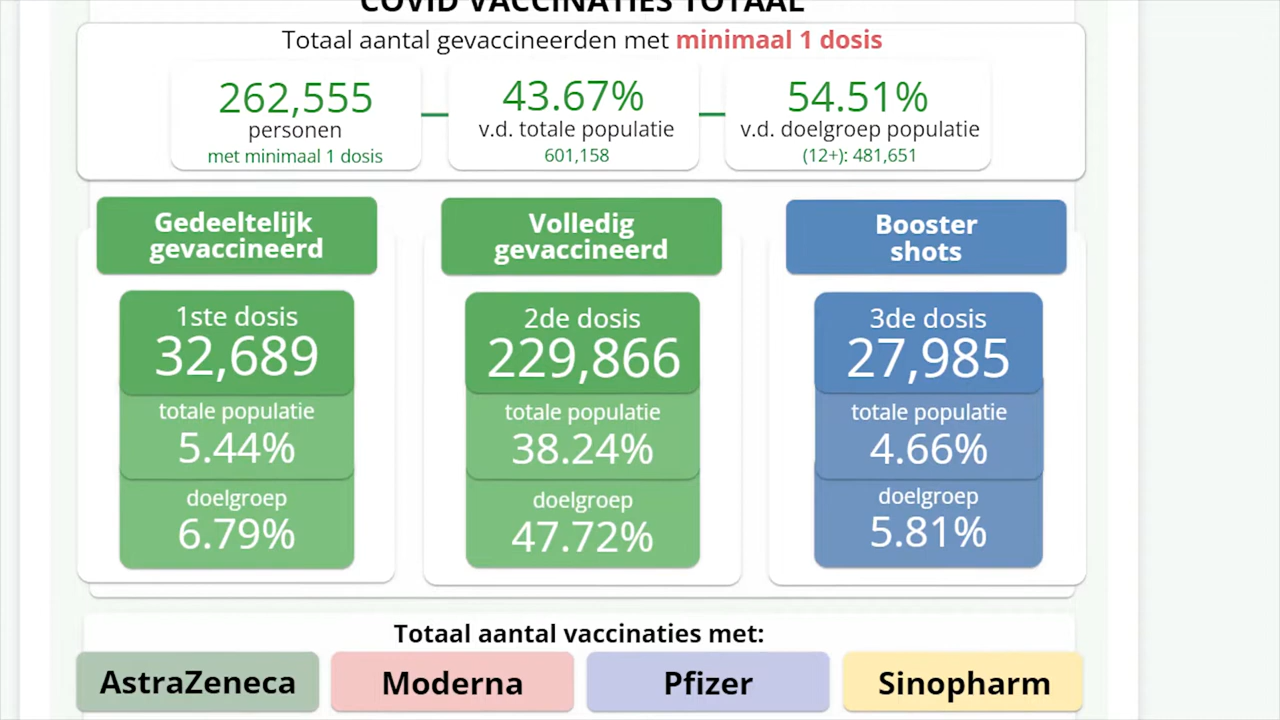 COVID VACCINATIES TOTAAL
Totaal aantal gevaccineerden met minimaal 1 dosis
262,555
personen
met minimaal 1 dosis
43.67%
v.d. totale populatie
601,158
54.51%
v.d. doelgroep populatie
(12+): 481,651
Gedeeltelijk
gevaccineerd
1ste dosis
32,689
totale populatie
5.44%
doelgroep
6.79%
Volledig
gevaccineerd
2de dosis
229,866
totale populatie
38.24%
doelgroep
47.72%
Booster
shots
3de dosis
27,985
totale populatie
4.66%
doelgroep
5.81%
Totaal aantal vaccinaties met:
AstraZeneca
Moderna
Pfizer
Sinopharm